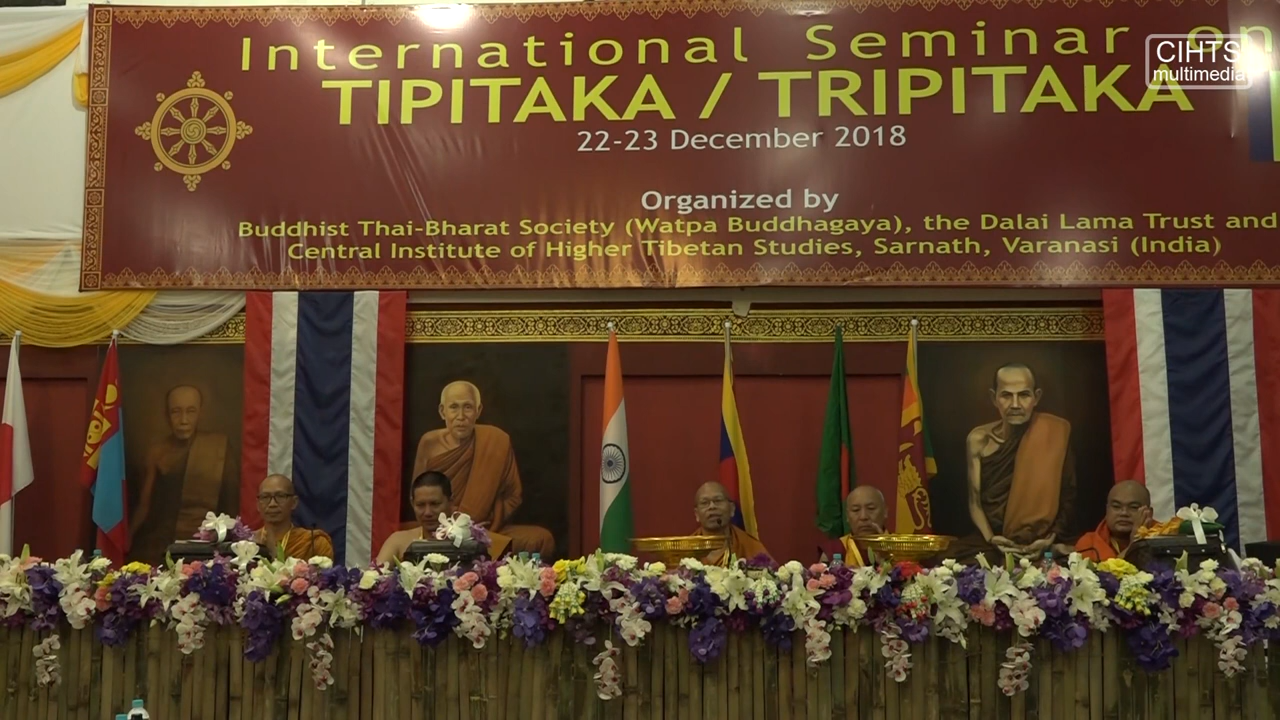 International Seminar on
TIPITAKA / TRIPITAKA
22-23 December 2018
Organized by
Buddhist Thai-Bharat Society (Watpa Buddhagaya), the Dalai Lama Trust and
Central Institute of Higher Tibetan Studies, Sarnath, Varanasi (India)
CIHTS
multimedia